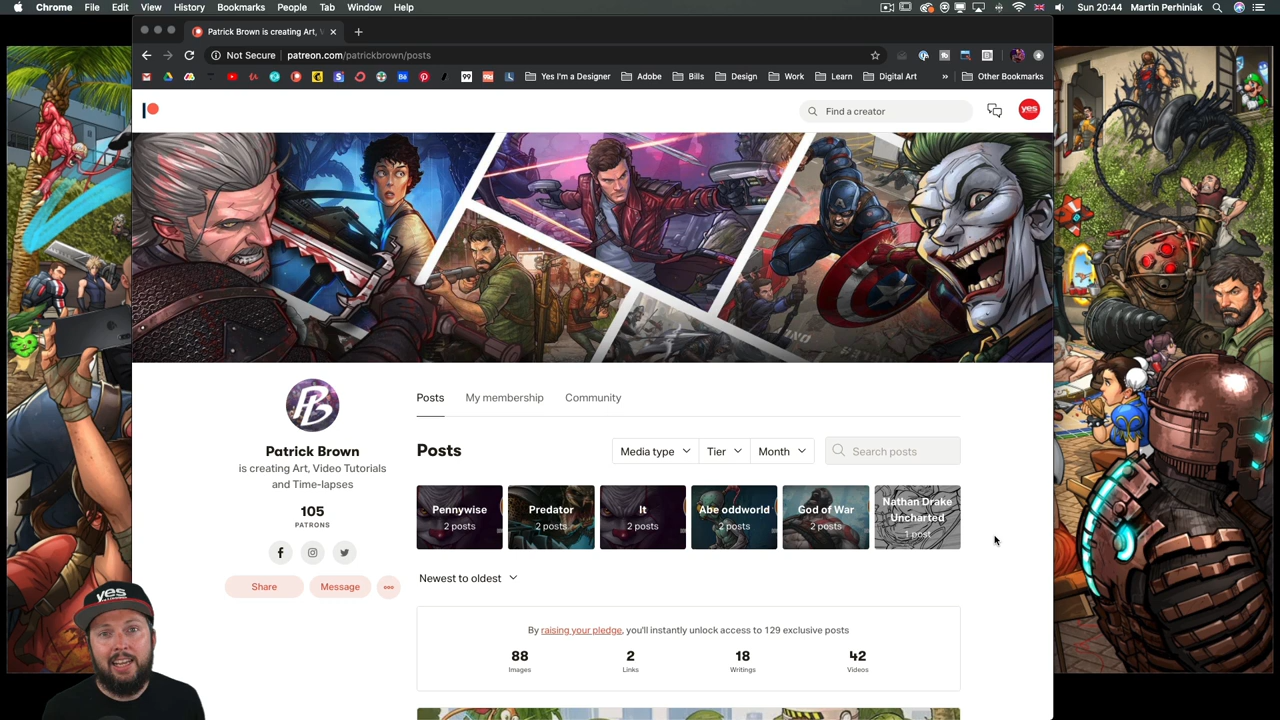 Chrome File Edit View History Bookmarks People Tab Window Help
Sun 20:44 Martin Perhiniak
Patrick Brown is creating Art, V
Not Secure patreon.com/patrickbrown/posts
Yes I'm a Designer Adobe Bills Design Work Learn Digital Art » Other Bookmarks
Find a creator
yes
Posts My membership Community
PB
Patrick Brown
is creating Art, Video Tutorials
and Time-lapses
105
PATRONS
Share Message
Posts
Media type Tier Month Search posts
Pennywise
2 posts
Predator
2 posts
It
2 posts
Abe oddworld
2 posts
God of War
2 posts
Nathan Drake
Uncharted
1 post
Newest to oldest
By raising your pledge, you'll instantly unlock access to 129 exclusive posts
88
Images
2
Links
18
Writings
42
Videos
yes